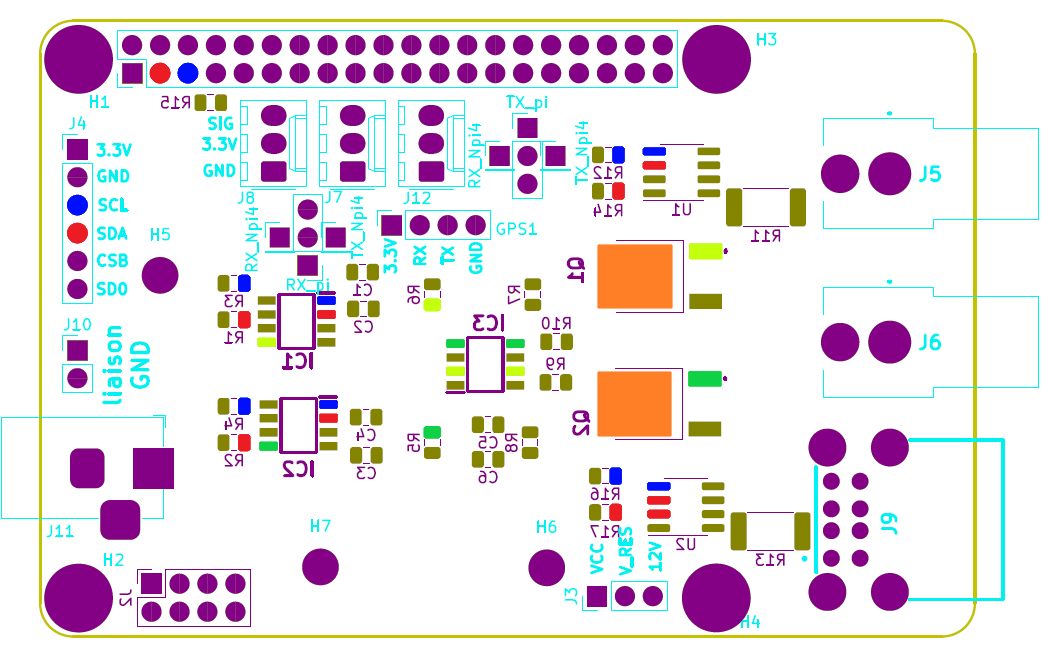 H3
H1
R15
TX_pi
J4
SIG
3.3V
GND
3.3V
GND
SCL
SDA
CSB
SDO
RX_Npi4
TX_Npi4
R12
R14
U1
R11
J5
J8
J7
J12
RX_Npi4
TX_Npi4
GPS1
3.3V
RX
TX
GND
H5
RX_pi
C1
C2
R3
R1
IC1
R6
R7
IC3
R10
R9
Q1
J6
J10
liaison
GND
R4
R2
IC2
C4
C3
R5
C5
C6
R8
Q2
R16
R17
U2
R13
J9
J11
H7
H6
VCC
V_RES
12V
H2
J2
J3
H4